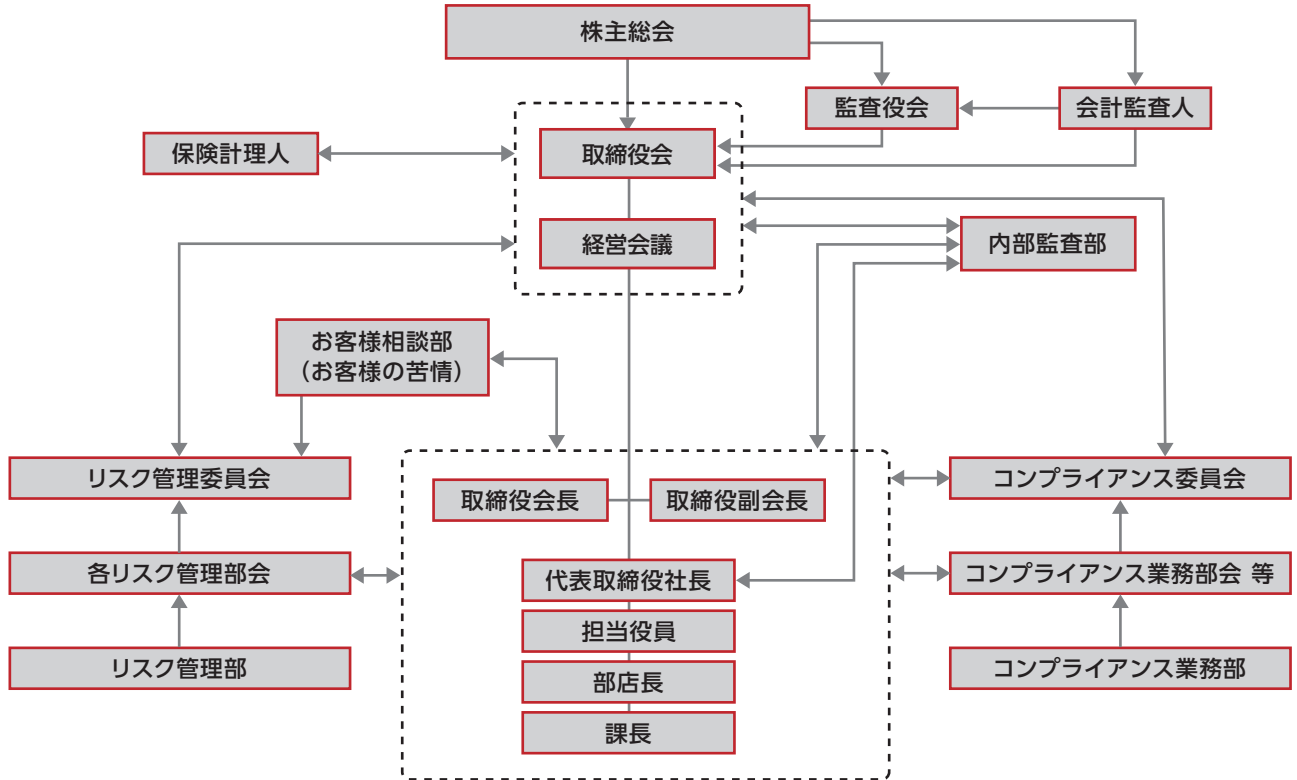 株主総会
監査役会
会計監査人
保険計理人
取締役会
経営会議
内部監査部
お客様相談部
（お客様の苦情）
リスク管理委員会
コンプライアンス委員会
取締役会長
取締役副会長
各リスク管理部会
代表取締役社長
コンプライアンス業務部会 等
担当役員
リスク管理部
部店長
コンプライアンス業務部
課長